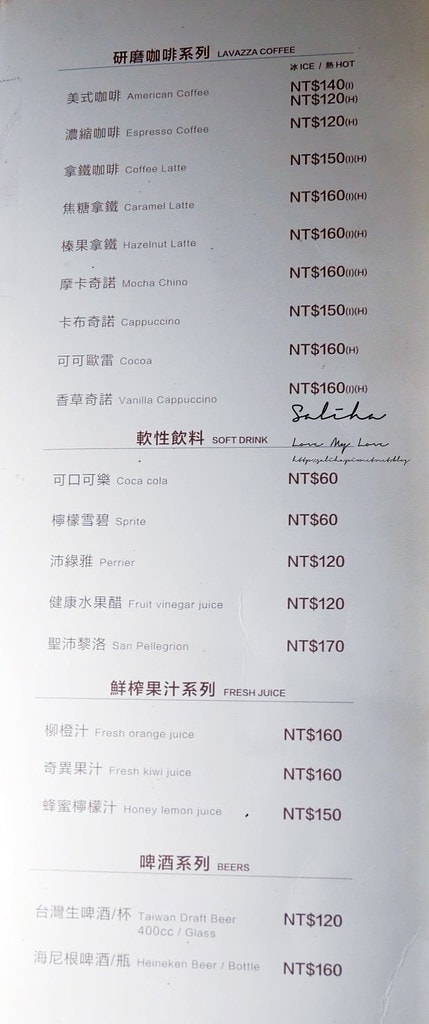 研磨咖啡系列 LAVAZZA COFFEE
冰 ICE / 熱 HOT
美式咖啡 American Coffee NT$140(I)
NT$120(H)
濃縮咖啡 Espresso Coffee NT$120(H)
拿鐵咖啡 Coffee Latte NT$150(I)(H)
焦糖拿鐵 Caramel Latte NT$160(I)(H)
榛果拿鐵 Hazelnut Latte NT$160(I)(H)
摩卡奇諾 Mocha Chino NT$160(I)(H)
卡布奇諾 Cappuccino NT$150(I)(H)
可可歐雷 Cocoa NT$160(H)
香草奇諾 Vanilla Cappuccino NT$160(I)(H)
Saliha
Love My Love
軟性飲料 SOFT DRINK
可口可樂 Coca cola NT$60
檸檬雪碧 Sprite NT$60
沛綠雅 Perrier NT$120
健康水果醋 Fruit vinegar juice NT$120
聖沛黎洛 San Pellegrion NT$170
鮮榨果汁系列 FRESH JUICE
柳橙汁 Fresh orange juice NT$160
奇異果汁 Fresh kiwi juice NT$160
蜂蜜檸檬汁 Honey lemon juice NT$150
啤酒系列 BEERS
台灣生啤酒/杯 Taiwan Draft Beer NT$120
400cc / Glass
海尼根啤酒/瓶 Heineken Beer / Bottle NT$160